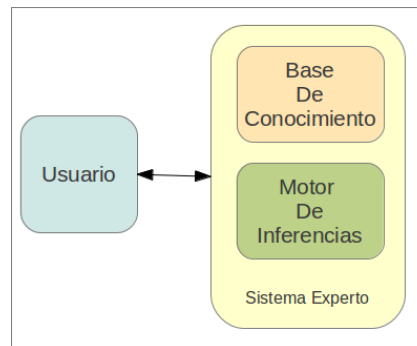 Usuario
Base
De
Conocimiento
Motor
De
Inferencias
Sistema Experto